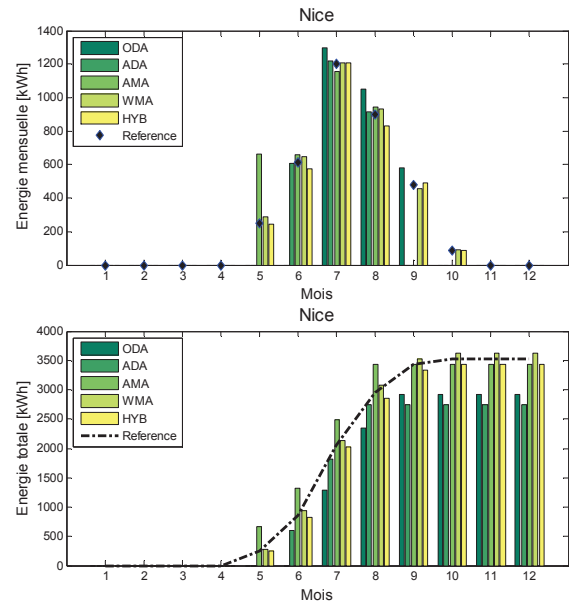 Nice
Energie mensuelle [kWh]
1400
1200
1000
800
600
400
200
0
ODA
ADA
AMA
WMA
HYB
Reference
1 2 3 4 5 6 7 8 9 10 11 12
Mois
Nice
Energie totale [kWh]
4000
3500
3000
2500
2000
1500
1000
500
0
ODA
ADA
AMA
WMA
HYB
Reference
1 2 3 4 5 6 7 8 9 10 11 12
Mois